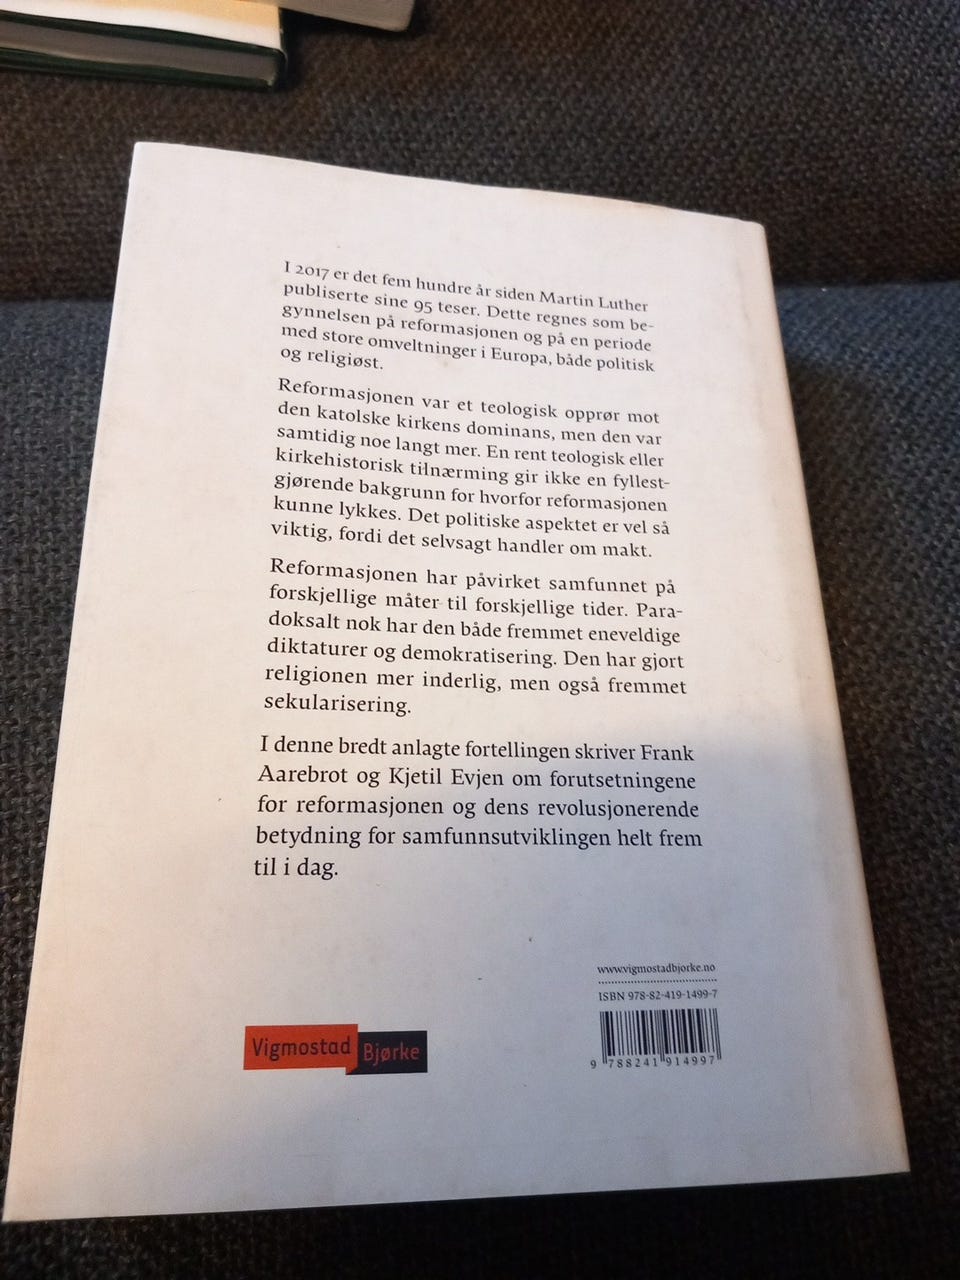 I 2017 er det fem hundre år siden Martin Luther
publiserte sine 95 teser. Dette regnes som be-
gynnelsen på reformasjonen og på en periode
med store omveltninger i Europa, både politisk
og religiøst.
Reformasjonen var et teologisk opprør mot
den katolske kirkens dominans, men den var
samtidig noe langt mer. En rent teologisk eller
kirkehistorisk tilnærming gir ikke en fyllest-
gjørende bakgrunn for hvorfor reformasjonen
kunne lykkes. Det politiske aspektet er vel så
viktig, fordi det selvsagt handler om makt.
Reformasjonen har påvirket samfunnet på
forskjellige måter til forskjellige tider. Para-
doksalt nok har den både fremmet eneveldige
diktaturer og demokratisering. Den har gjort
religionen mer inderlig, men også fremmet
sekularisering.
I denne bredt anlagte fortellingen skriver Frank
Aarebrot og Kjetil Evjen om forutsetningene
for reformasjonen og dens revolusjonerende
betydning for samfunnsutviklingen helt frem
til i dag.
www.vigmostadbjorke.no
ISBN 978-82-419-1499-7
9 788241 914997
Vigmostad Bjørke